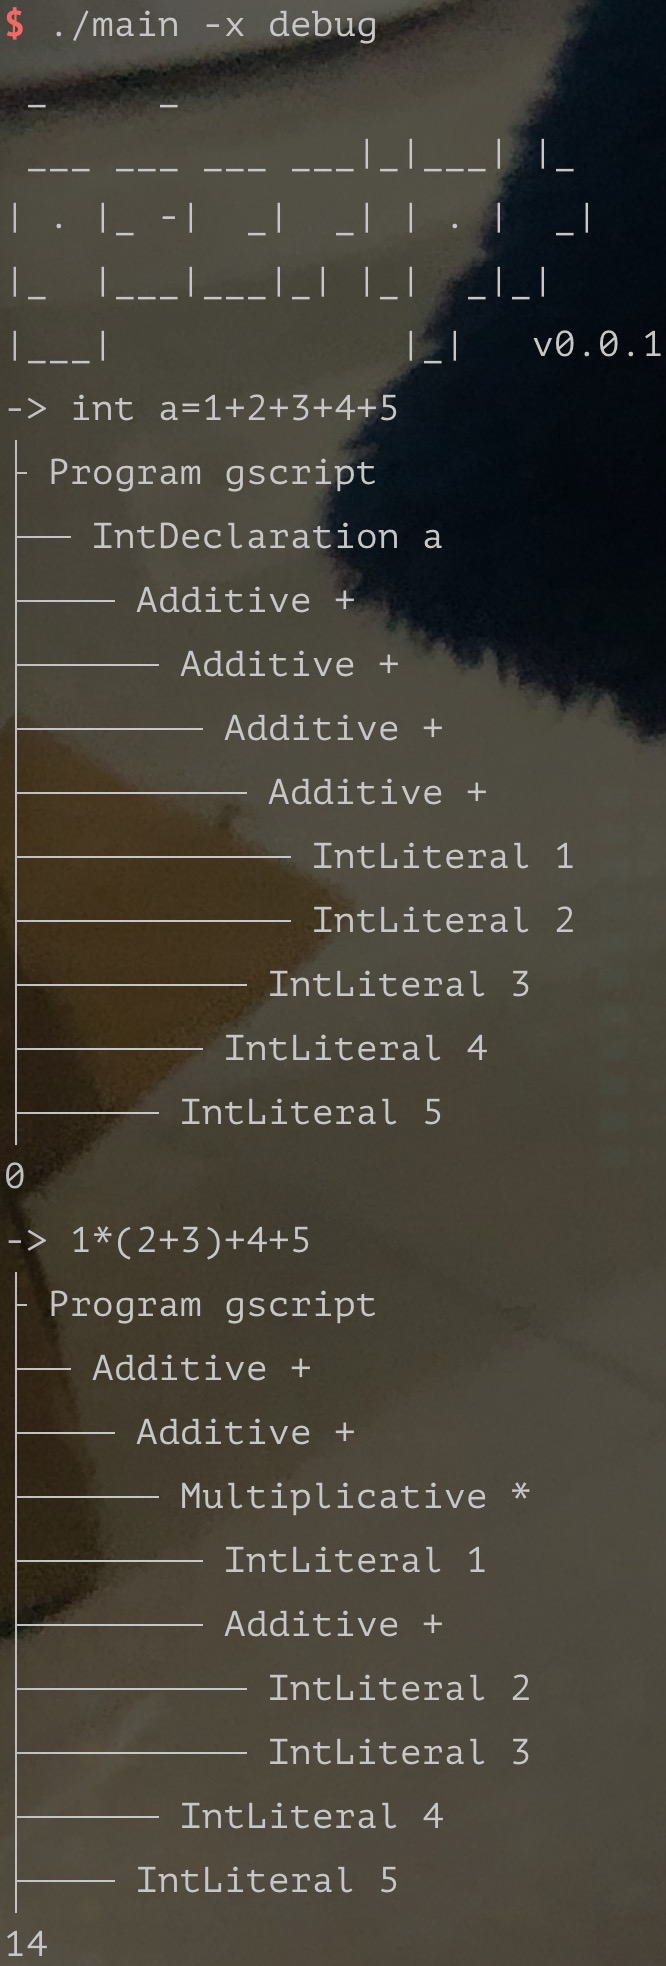 $ ./main -x debug
 _     _
 ___ ___ ___ ___|_|___| |_
| . |_ -|  _|  _| | . |  _|
|_  |___|___|_| |_|  _|_|
|___|             |_|   v0.0.1
-> int a=1+2+3+4+5
├ Program gscript
├── IntDeclaration a
├──── Additive +
├────── Additive +
├──────── Additive +
├────────── Additive +
├──────────── IntLiteral 1
├──────────── IntLiteral 2
├────────── IntLiteral 3
├──────── IntLiteral 4
├────── IntLiteral 5
0
-> 1*(2+3)+4+5
├ Program gscript
├── Additive +
├──── Additive +
├────── Multiplicative *
├──────── IntLiteral 1
├──────── Additive +
├────────── IntLiteral 2
├────────── IntLiteral 3
├────── IntLiteral 4
├──── IntLiteral 5
14